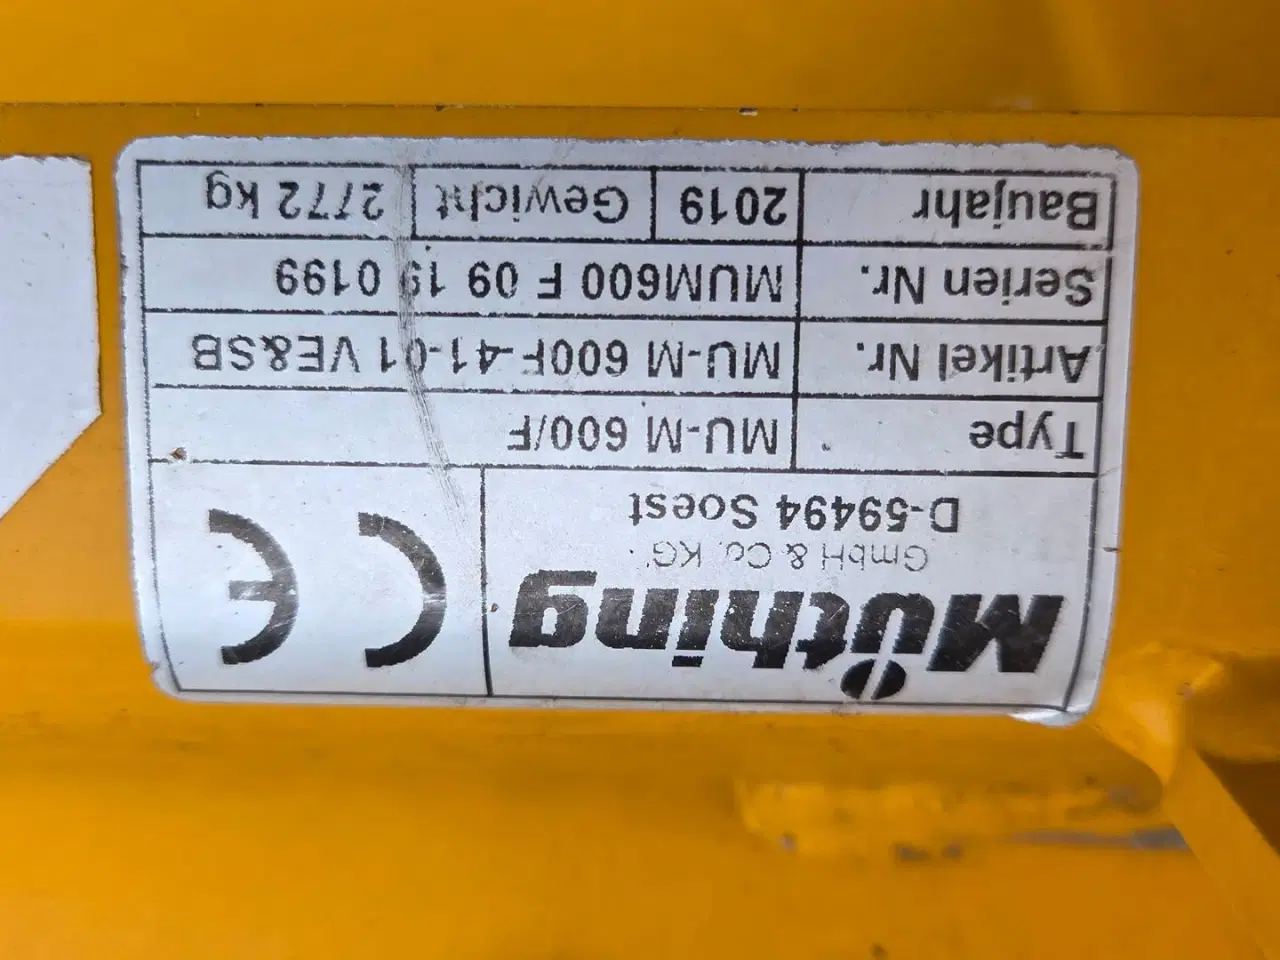 Müthing
GmbH & Co. KG
D-59494 Soest
CE
Type MU-M 600/F
Artikel Nr. MU-M 600F-41-01 VE&SB
Serien Nr. MUM600 F 09 19 0199
Baujahr 2019 Gewicht 2772 kg